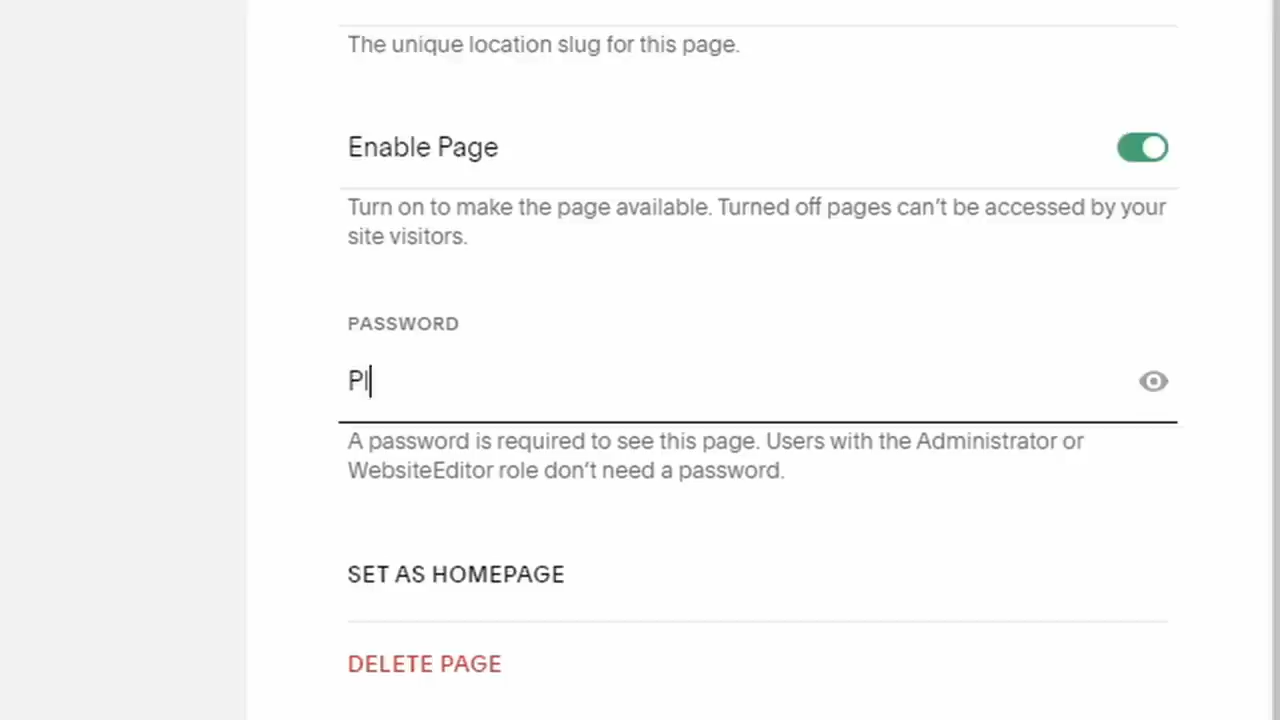 The unique location slug for this page.
Enable Page
Turn on to make the page available. Turned off pages can't be accessed by your
site visitors.
PASSWORD
Pl
A password is required to see this page. Users with the Administrator or
WebsiteEditor role don't need a password.
SET AS HOMEPAGE
DELETE PAGE